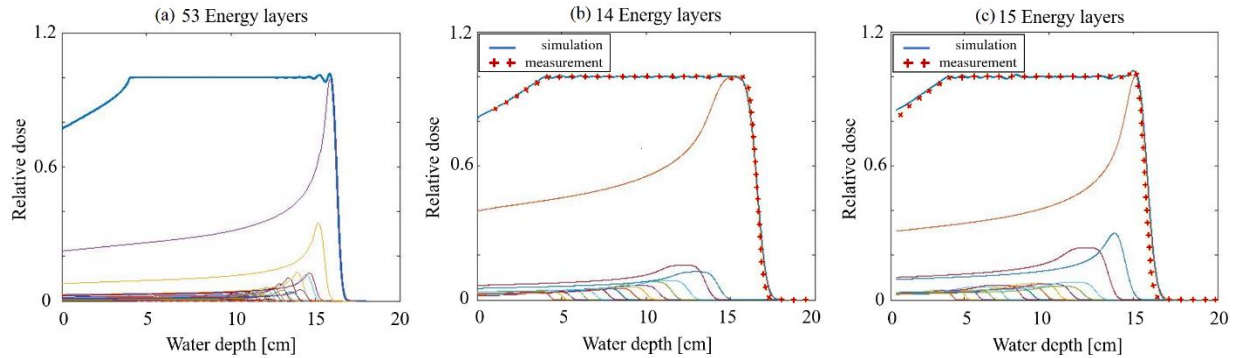 (a) 53 Energy layers
1.2
0.6
0
Relative dose
0 5 10 15 20
Water depth [cm]
(b) 14 Energy layers
simulation
measurement
1.2
0.6
0
Relative dose
0 5 10 15 20
Water depth [cm]
(c) 15 Energy layers
simulation
measurement
1.2
0.6
0
Relative dose
0 5 10 15 20
Water depth [cm]